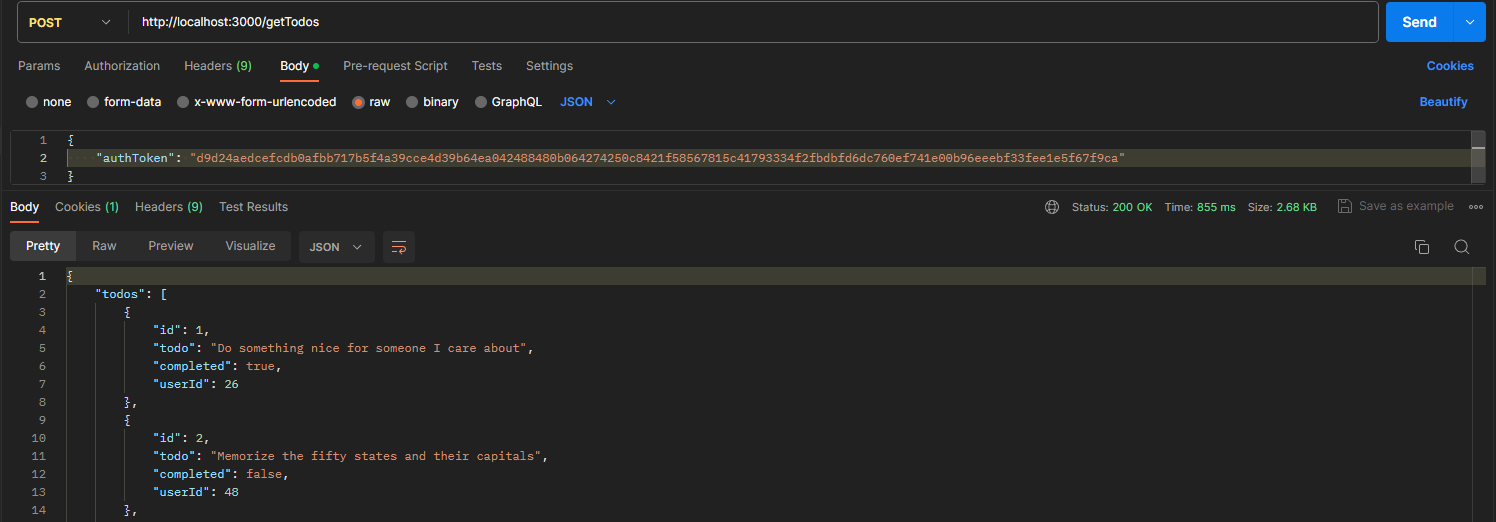 POST http://localhost:3000/getTodos Send
Params Authorization Headers (9) Body Pre-request Script Tests Settings Cookies
none form-data x-www-form-urlencoded raw binary GraphQL JSON Beautify
1 {
2 "authToken": "d9d24aedcefcdb0afbb717b5f4a39cce4d39b64ea042488480b064274250c8421f58567815c41793334f2fbdbfd6dc760ef741e00b96eeebf33fee1e5f67f9ca"
3 }
Body Cookies (1) Headers (9) Test Results Status: 200 OK Time: 855 ms Size: 2.68 KB Save as example
Pretty Raw Preview Visualize JSON
1 {
2 "todos": [
3 {
4 "id": 1,
5 "todo": "Do something nice for someone I care about",
6 "completed": true,
7 "userId": 26
8 },
9 {
10 "id": 2,
11 "todo": "Memorize the fifty states and their capitals",
12 "completed": false,
13 "userId": 48
14 },